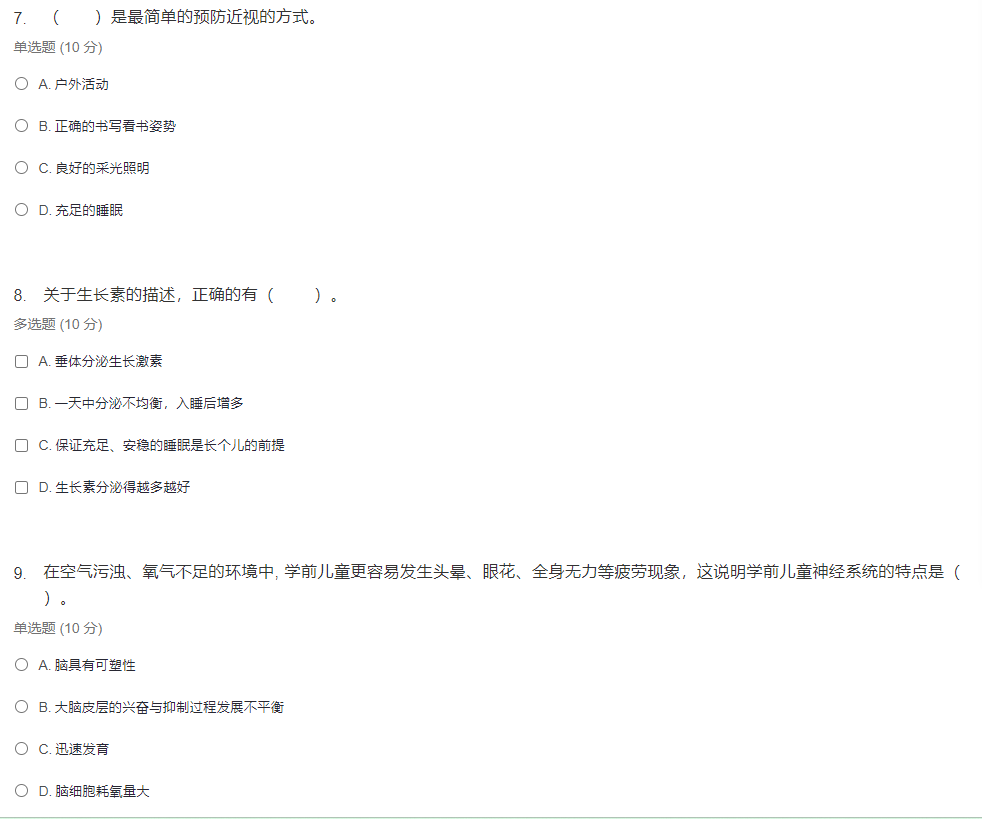 7. （　　）是最简单的预防近视的方式。
单选题 (10 分)
A. 户外活动
B. 正确的书写看书姿势
C. 良好的采光照明
D. 充足的睡眠
8. 关于生长素的描述，正确的有（　　）。
多选题 (10 分)
A. 垂体分泌生长激素
B. 一天中分泌不均衡，入睡后增多
C. 保证充足、安稳的睡眠是长个儿的前提
D. 生长素分泌得越多越好
9. 在空气污浊、氧气不足的环境中, 学前儿童更容易发生头晕、眼花、全身无力等疲劳现象，这说明学前儿童神经系统的特点是（
）。
单选题 (10 分)
A. 脑具有可塑性
B. 大脑皮层的兴奋与抑制过程发展不平衡
C. 迅速发育
D. 脑细胞耗氧量大